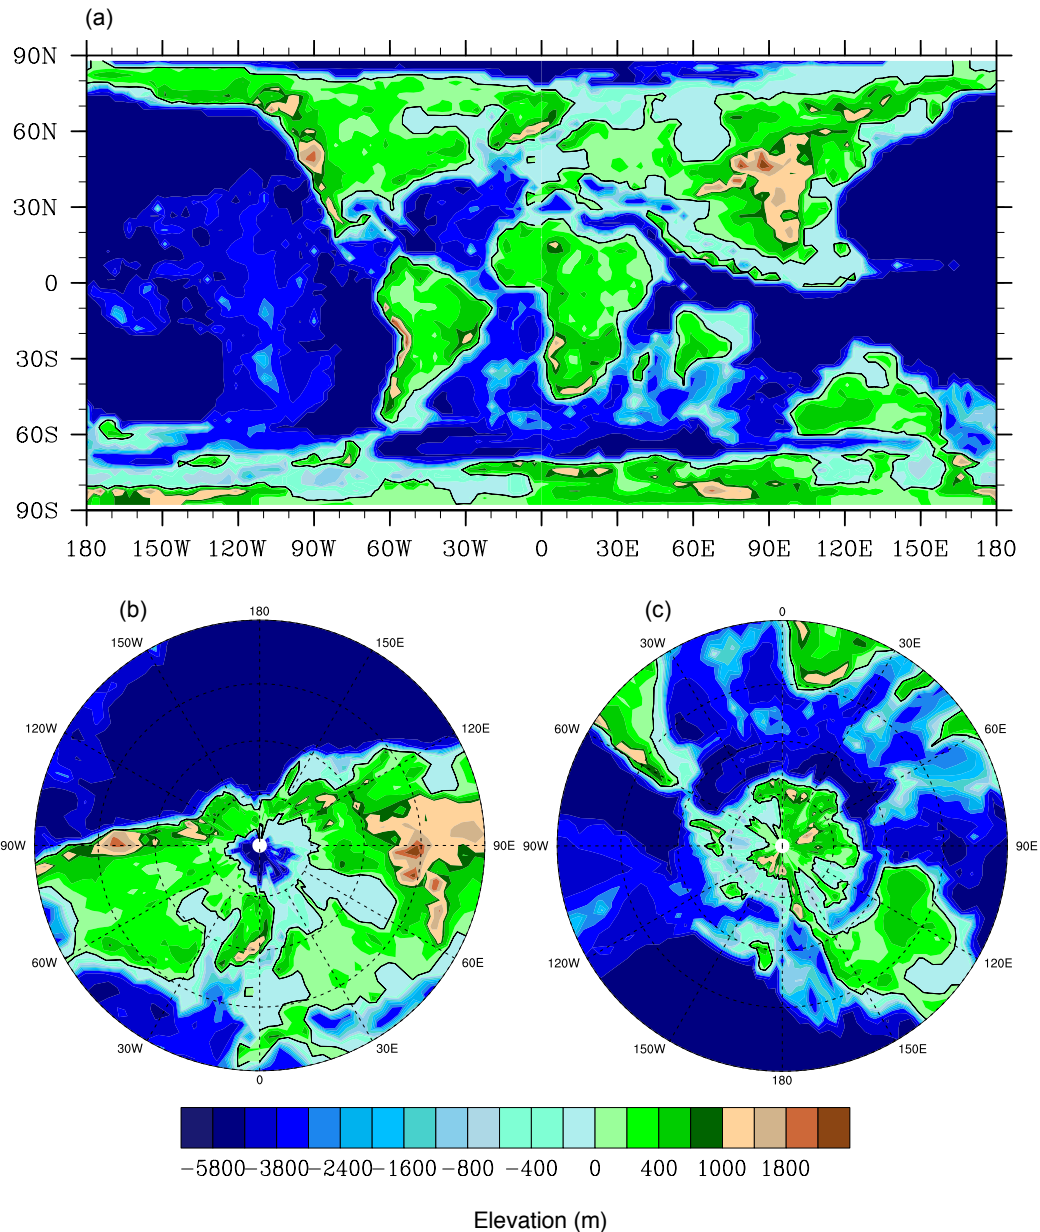 (a)
90N
60N
30N
0
30S
60S
90S
180 150W 120W 90W 60W 30W 0 30E 60E 90E 120E 150E 180
(b)
180
150W 150E
120W 120E
90W 90E
60W 60E
30W 30E
0
(c)
0
30W 30E
60W 60E
90W 90E
120W 120E
150W 150E
180
−5800 −3800 −2400 −1600 −800 −400 0 400 1000 1800
Elevation (m)